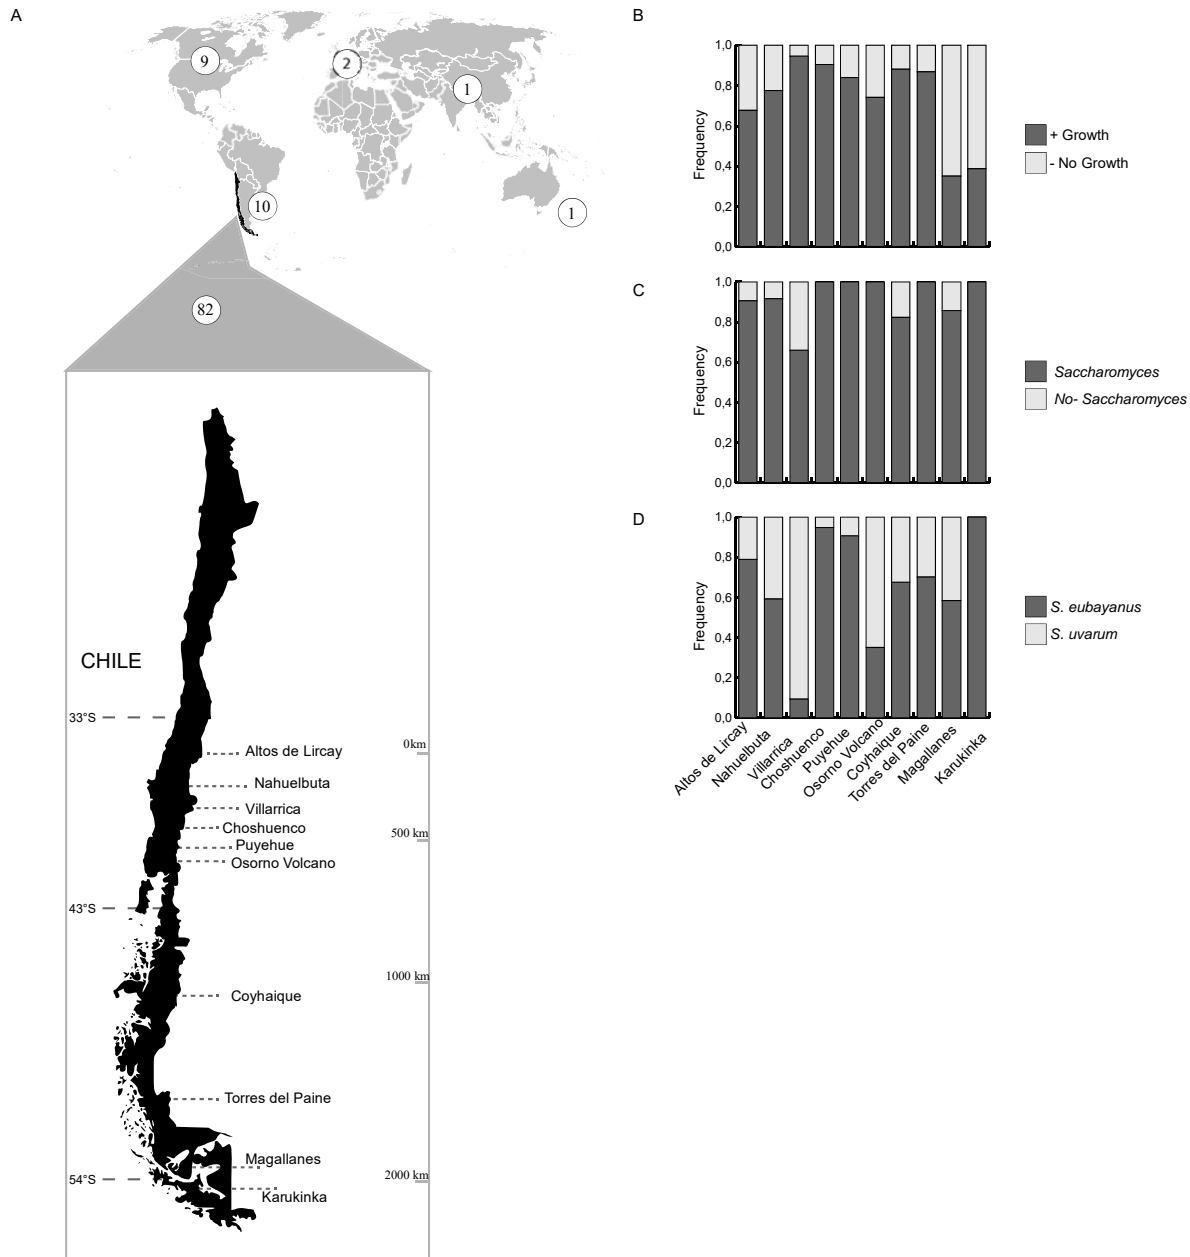 A
9
2
1
10
1
82
CHILE
33°S
Altos de Lircay
0km
Nahuelbuta
Villarrica
Choshuenco
500 km
Puyehue
Osorno Volcano
43°S
1000 km
Coyhaique
Torres del Paine
Magallanes
54°S
2000 km
Karukinka
B
Frequency
1,0
0,8
0,6
0,4
0,2
0,0
+ Growth
- No Growth
C
Frequency
1,0
0,8
0,6
0,4
0,2
0,0
Saccharomyces
No- Saccharomyces
D
Frequency
1,0
0,8
0,6
0,4
0,2
0,0
S. eubayanus
S. uvarum
Altos de Lircay
Nahuelbuta
Villarrica
Choshuenco
Puyehue
Osorno Volcano
Coyhaique
Torres del Paine
Magallanes
Karukinka